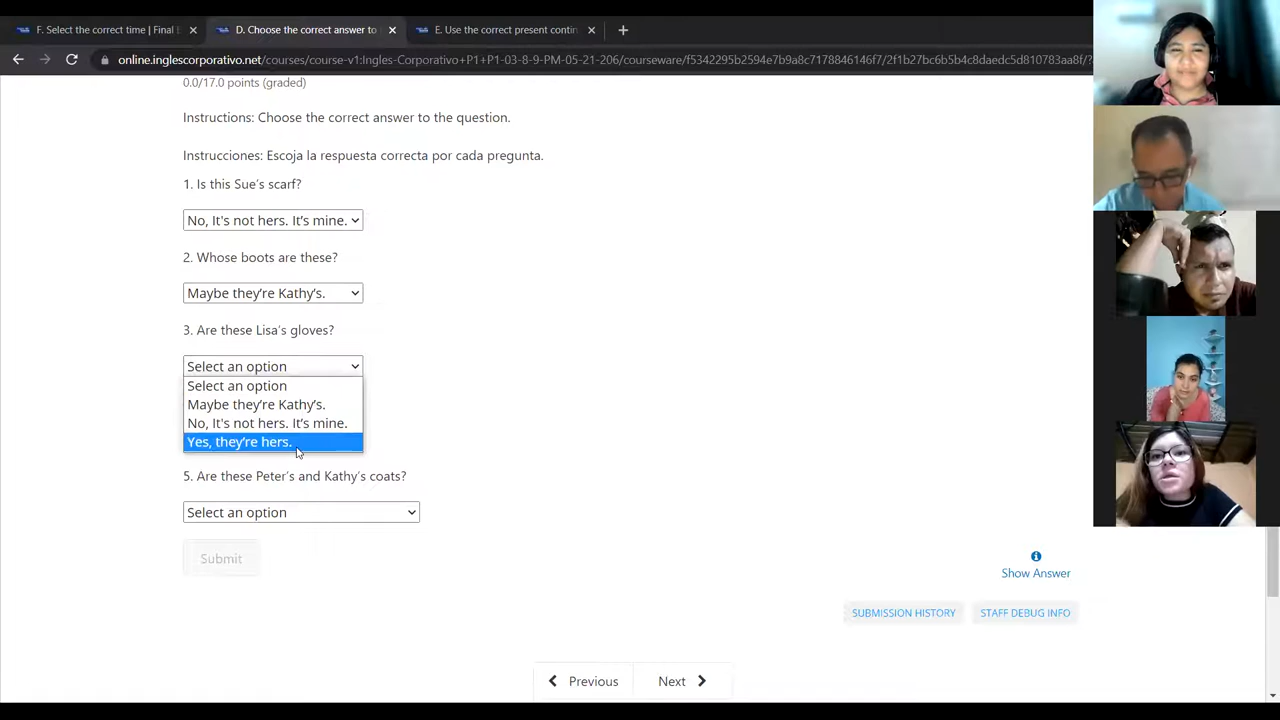 F. Select the correct time | Final E
D. Choose the correct answer to
E. Use the correct present contin
online.inglescorporativo.net/courses/course-v1:Ingles-Corporativo+P1+P1-03-8-9-PM-05-21-206/courseware/f5342295b2594e7b9a8c7178846146f7/2f1b27bc6b5b4c8daedc5d810783aa8f/?
0.0/17.0 points (graded)
Instructions: Choose the correct answer to the question.
Instrucciones: Escoja la respuesta correcta por cada pregunta.
1. Is this Sue's scarf?
No, It's not hers. It's mine.
2. Whose boots are these?
Maybe they're Kathy's.
3. Are these Lisa's gloves?
Select an option
Select an option
Maybe they're Kathy's.
No, It's not hers. It's mine.
Yes, they're hers.
5. Are these Peter's and Kathy's coats?
Select an option
Submit
Show Answer
SUBMISSION HISTORY
STAFF DEBUG INFO
Previous
Next